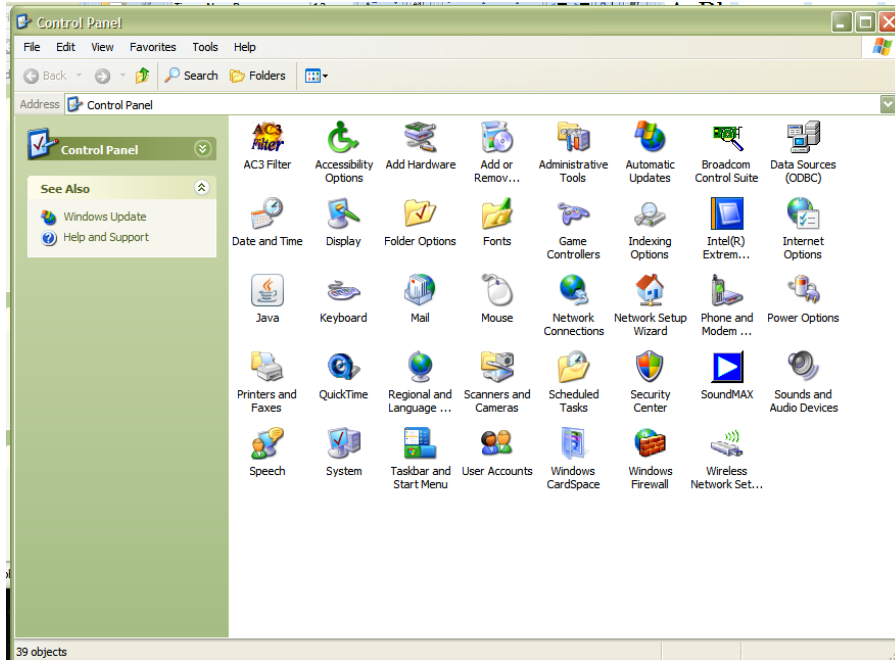 Control Panel
File Edit View Favorites Tools Help
Back Search Folders
Address Control Panel
Control Panel
See Also
Windows Update
Help and Support
AC3 Filter
AC3 Filter Accessibility Options Add Hardware Add or Remov... Administrative Tools Automatic Updates Broadcom Control Suite Data Sources (ODBC)
Date and Time Display Folder Options Fonts Game Controllers Indexing Options Intel(R) Extrem... Internet Options
Java Keyboard Mail Mouse Network Connections Network Setup Wizard Phone and Modem ... Power Options
Printers and Faxes QuickTime Regional and Language ... Scanners and Cameras Scheduled Tasks Security Center SoundMAX Sounds and Audio Devices
Speech System Taskbar and Start Menu User Accounts Windows CardSpace Windows Firewall Wireless Network Set...
39 objects